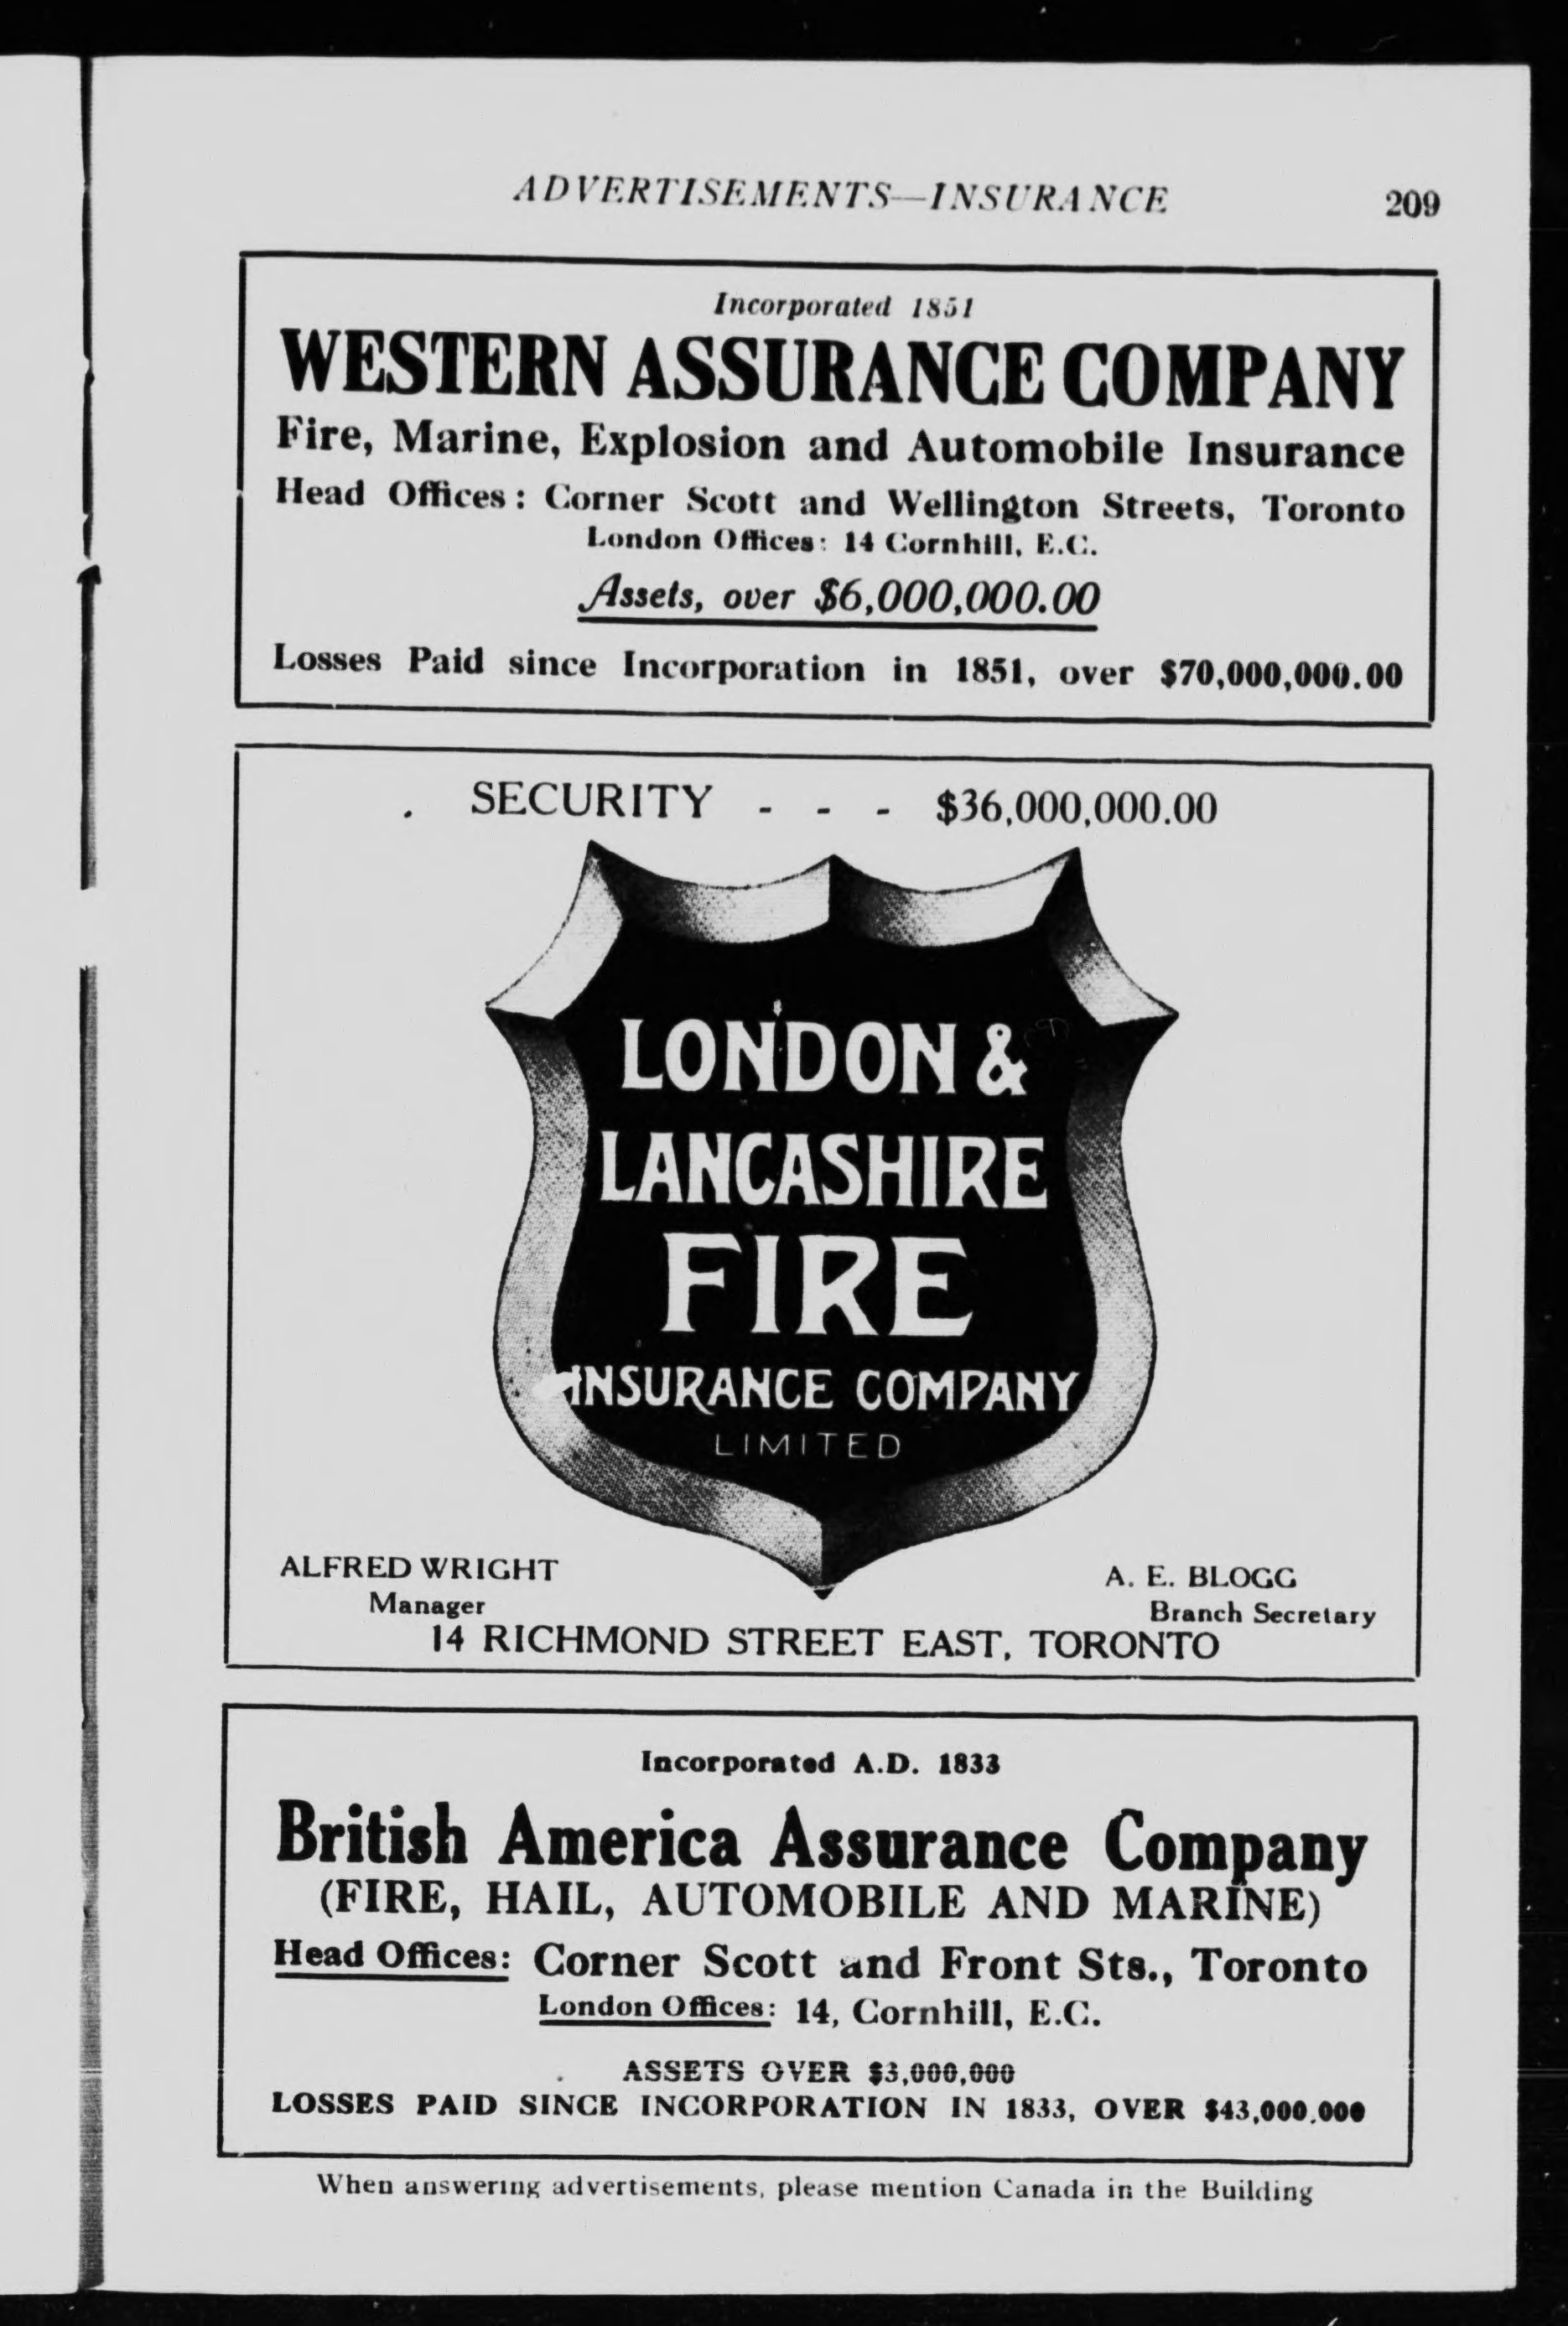 ADVERTISEMENTS—INSURANCE 209
Incorporated 1851
WESTERN ASSURANCE COMPANY
Fire, Marine, Explosion and Automobile Insurance
Head Offices: Corner Scott and Wellington Streets, Toronto
London Offices: 14 Cornhill, E.C.
Assets, over $6,000,000.00
Losses Paid since Incorporation in 1851, over $70,000,000.00
SECURITY - - - $36,000,000.00
LONDON &
LANCASHIRE
FIRE
INSURANCE COMPANY
LIMITED
ALFRED WRIGHT
Manager
A. E. BLOGG
Branch Secretary
14 RICHMOND STREET EAST, TORONTO
Incorporated A.D. 1833
British America Assurance Company
(FIRE, HAIL, AUTOMOBILE AND MARINE)
Head Offices: Corner Scott and Front Sts., Toronto
London Offices: 14, Cornhill, E.C.
ASSETS OVER $3,000,000
LOSSES PAID SINCE INCORPORATION IN 1833, OVER $43,000,000
When answering advertisements, please mention Canada in the Building